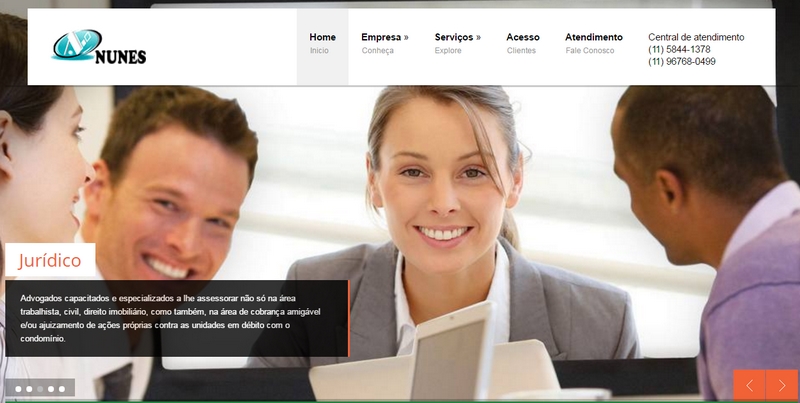 NUNES
Home
Início
Empresa »
Conheça
Serviços »
Explore
Acesso
Clientes
Atendimento
Fale Conosco
Central de atendimento
(11) 5844-1378
(11) 96768-0499
Jurídico
Advogados capacitados e especializados a lhe assessorar não só na área
trabalhista, civil, direito imobiliário, como também, na área de cobrança amigável
e/ou ajuizamento de ações próprias contra as unidades em débito com o
condomínio.